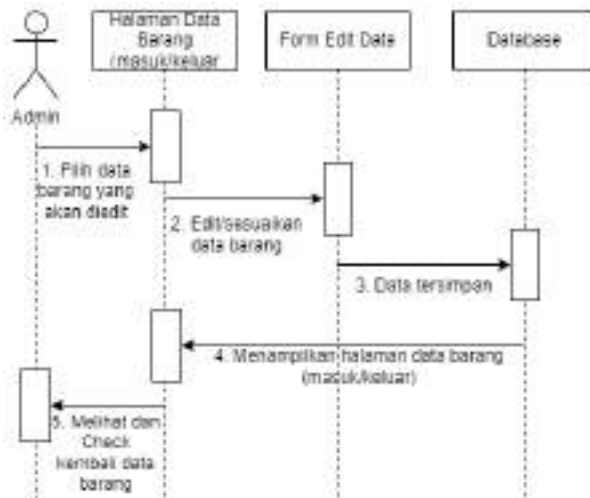 Halaman Data
Barang
(masuk/keluar
Form Edit Data
Database
Admin
1. Pilih data
barang yang
akan diedit
2. Edit/sesuaikan
data barang
3. Data tersimpan
4. Menampilkan halaman data barang
(masuk/keluar)
5. Melihat dan
Check
kembali data
barang